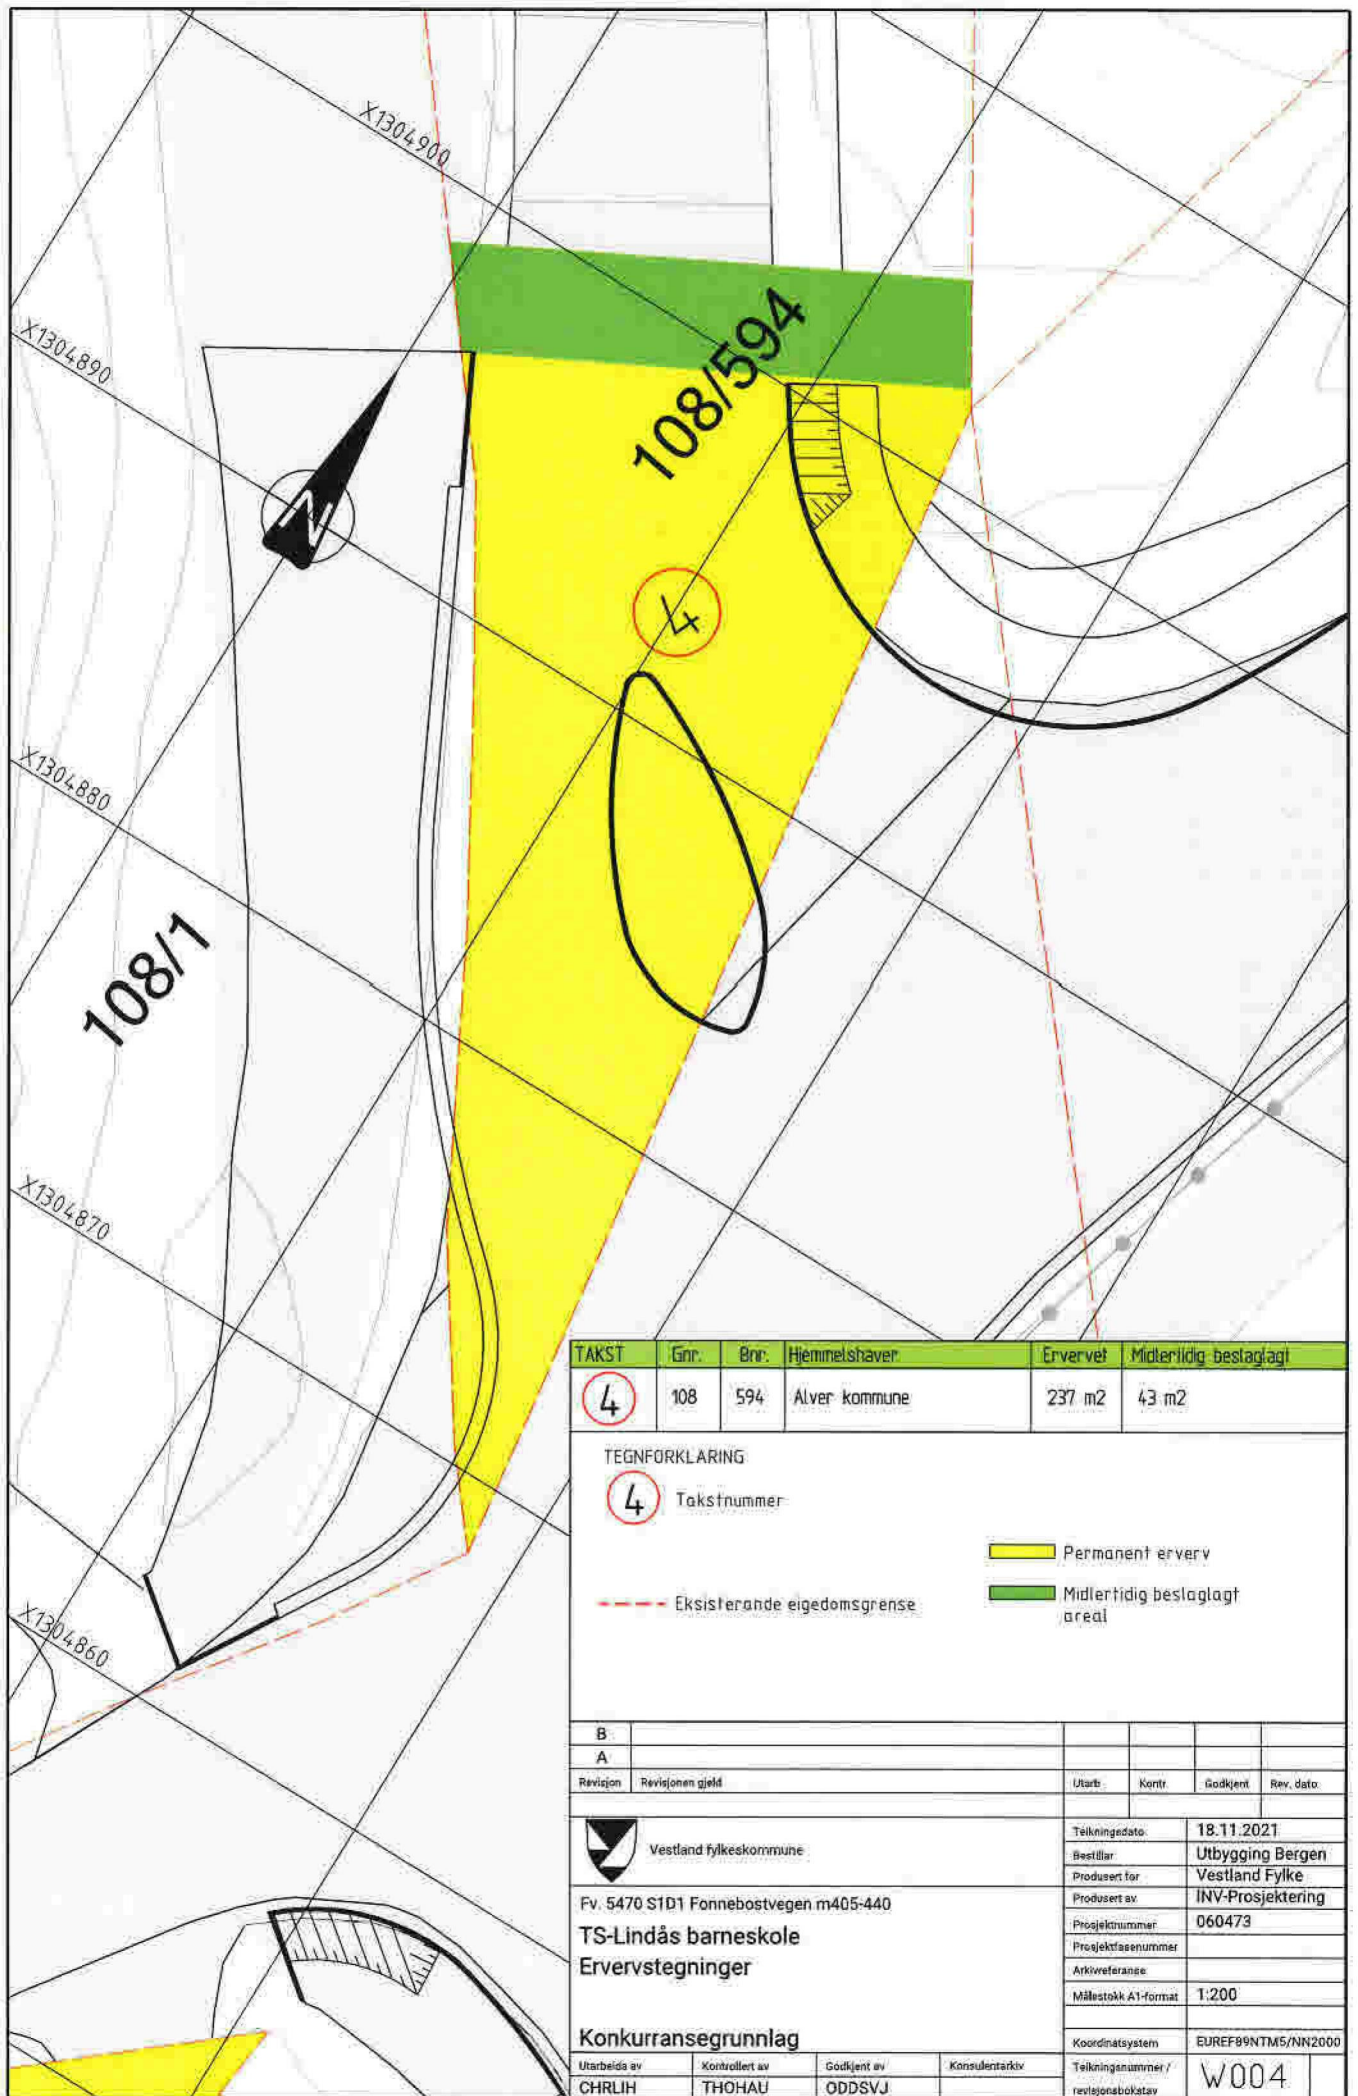 X1304900
X1304890
108/594
N
4
X1304880
108/1
X1304870
TAKST Gnr. Bnr. Hjemmelshaver Ervervet Midlertidig beslaglagt
4 108 594 Alver kommune 237 m2 43 m2
TEGNFORKLARING
4 Takstnummer
Permanent erverv
Eksisterande eigedomsgrense
Midlertidig beslaglagt
areal
X1304860
B
A
Revisjon Revisjonen gjeld Utarb Kontr Godkjent Rev. dato
Vestland fylkeskommune
Teikningsdato 18.11.2021
Bestillar Utbygging Bergen
Produsert for Vestland Fylke
Produsert av INV-Prosjektering
Prosjektnummer 060473
Prosjektfasenummer
Arkivreferanse
Målestokk A1-format 1:200
Fv. 5470 S1D1 Fonnebostvegen m405-440
TS-Lindås barneskole
Ervervstegninger
Konkurransegrunnlag
Koordinatsystem EUREF89NTM5/NN2000
Utarbeida av Kontrollert av Godkjent av Konsulentarkiv
CHRLIH THOHAU ODDSVJ
Teikningsnummer /
revisjonsbokstav W004